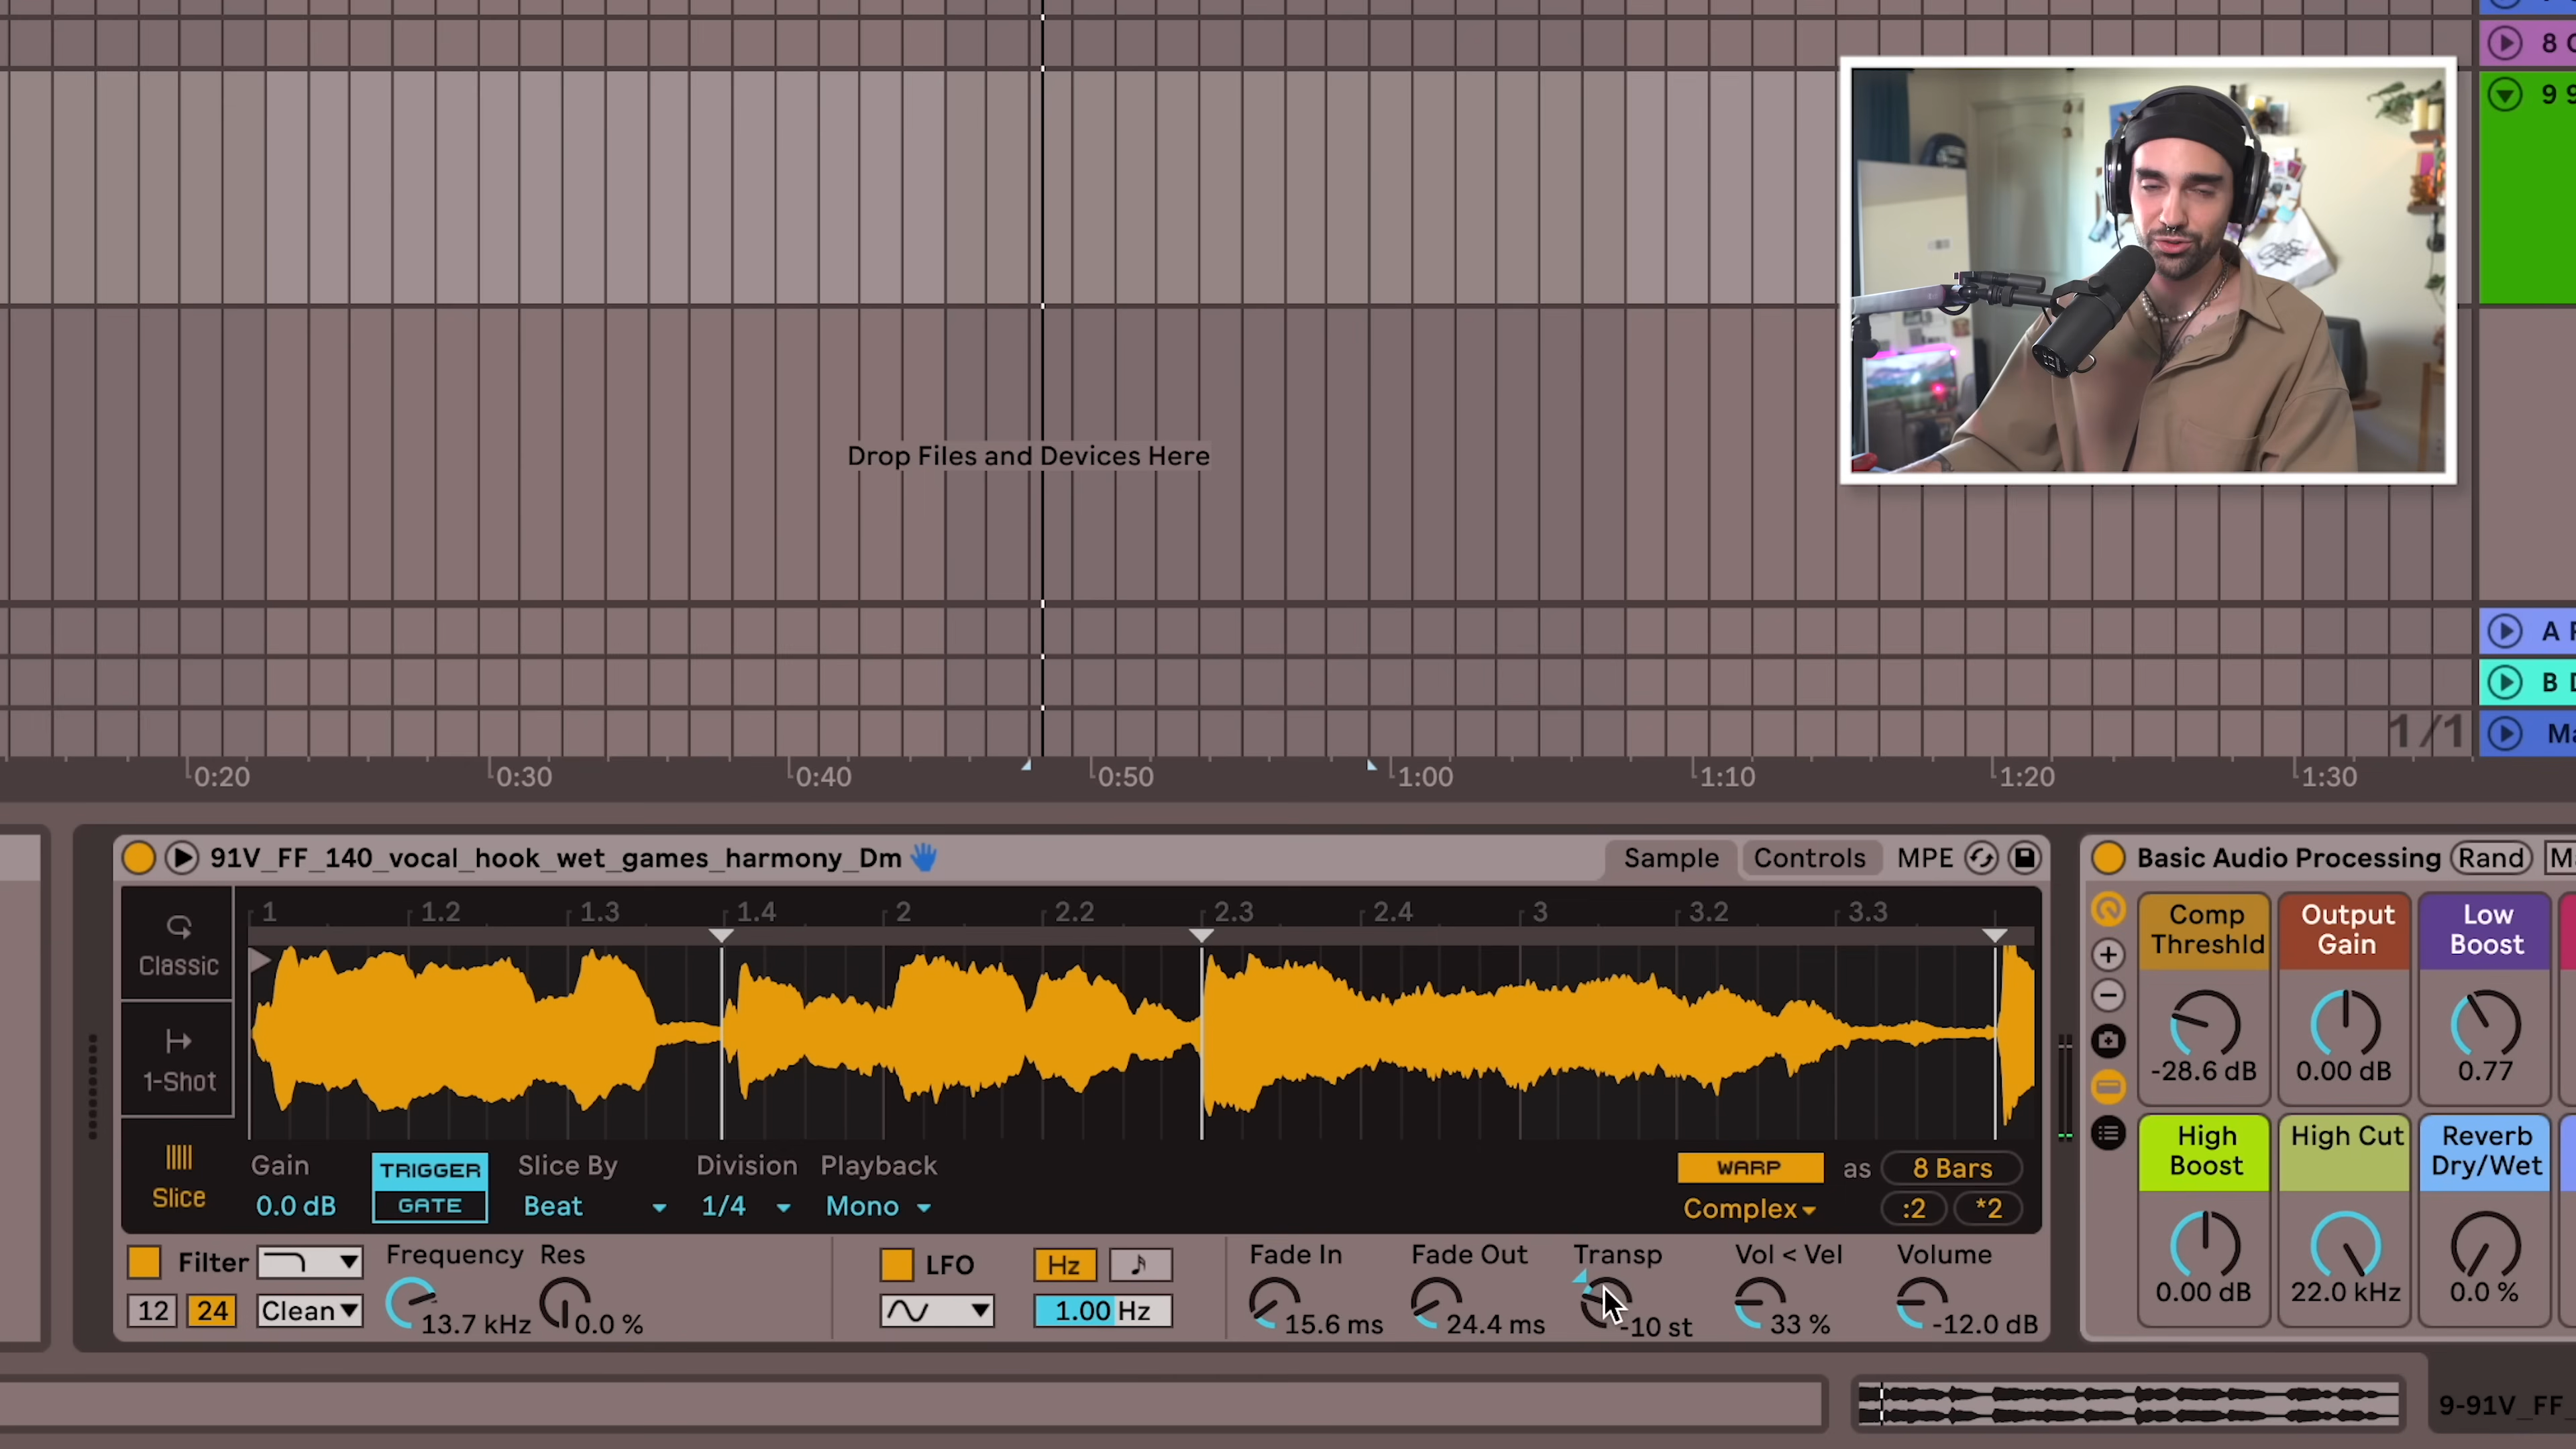 8
9 9
Drop Files and Devices Here
A
B
1/1
Ma
0:20 0:30 0:40 0:50 1:00 1:10 1:20 1:30
91V_FF_140_vocal_hook_wet_games_harmony_Dm
Sample Controls MPE
Basic Audio Processing Rand
1 1.2 1.3 1.4 2 2.2 2.3 2.4 3 3.2 3.3
Classic
1-Shot
Slice
Comp Threshld
Output Gain
Low Boost
-28.6 dB 0.00 dB 0.77
Gain TRIGGER Slice By Division Playback WARP as 8 Bars
0.0 dB GATE Beat 1/4 Mono Complex :2 *2
High Boost
High Cut
Reverb Dry/Wet
0.00 dB 22.0 kHz 0.0 %
Filter Frequency Res LFO Hz Fade In Fade Out Transp Vol < Vel Volume
12 24 Clean 13.7 kHz 0.0 % 1.00 Hz 15.6 ms 24.4 ms -10 st 33 % -12.0 dB
9-91V_FF_